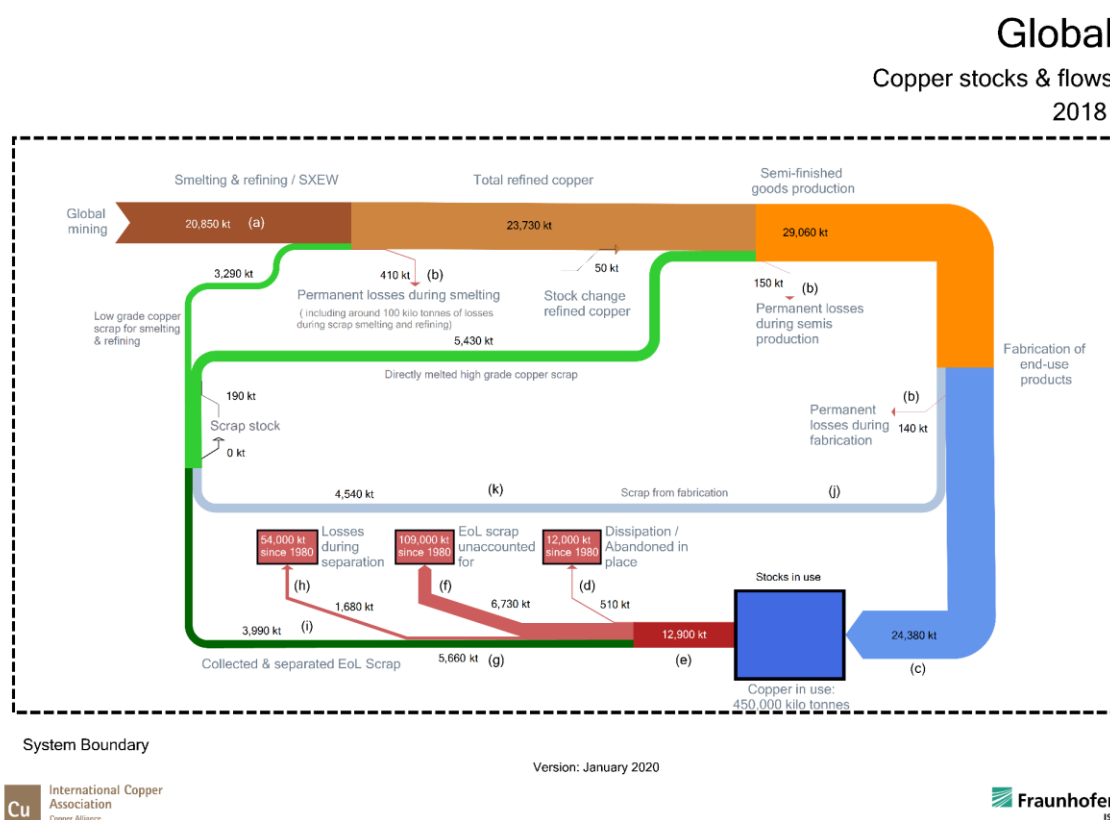 Global
Copper stocks & flows
2018
Smelting & refining / SXEW
Total refined copper
Semi-finished
goods production
Global
mining
20,850 kt
(a)
23,730 kt
29,060 kt
3,290 kt
410 kt
(b)
50 kt
150 kt
(b)
Permanent losses during smelting
( including around 100 kilo tonnes of losses
during scrap smelting and refining)
Stock change
refined copper
Permanent losses
during semis
production
Low grade copper
scrap for smelting
& refining
5,430 kt
Directly melted high grade copper scrap
Fabrication of
end-use
products
190 kt
Scrap stock
0 kt
Permanent
losses during
fabrication
(b)
140 kt
4,540 kt
(k)
Scrap from fabrication
(j)
54,000 kt
since 1980
Losses
during
separation
109,000 kt
since 1980
EoL scrap
unaccounted
for
12,000 kt
since 1980
Dissipation /
Abandoned in
place
Stocks in use
(h)
(f)
(d)
1,680 kt
6,730 kt
510 kt
3,990 kt
(i)
12,900 kt
24,380 kt
Collected & separated EoL Scrap
5,660 kt
(g)
(e)
(c)
Copper in use:
450,000 kilo tonnes
System Boundary
Version: January 2020
Cu
International Copper
Association
Copper Alliance
Fraunhofer
IS